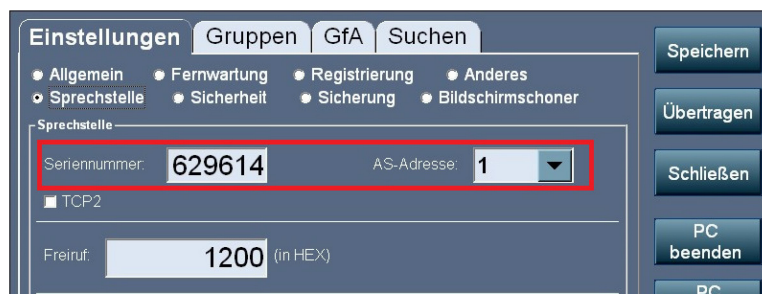 Einstellungen Gruppen GfA Suchen
Speichern
Allgemein Fernwartung Registrierung Anderes
Sprechstelle Sicherheit Sicherung Bildschirmschoner
Übertragen
Sprechstelle
Seriennummer: 629614 AS-Adresse: 1
Schließen
TCP2
PC
beenden
Freiruf: 1200 (in HEX)
PC